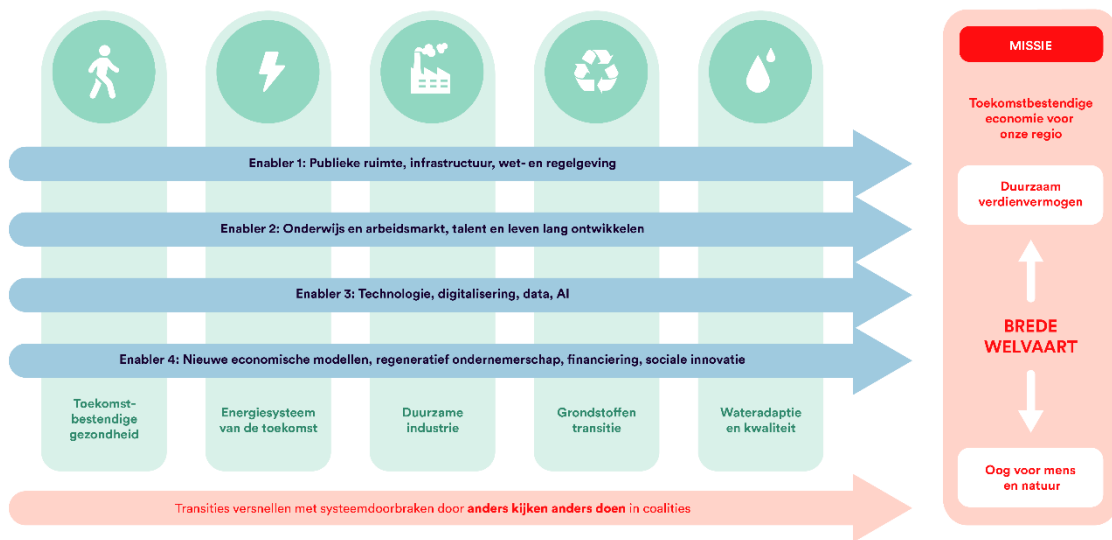 MISSIE
Toekomstbestendige
economie voor
onze regio
Enabler 1: Publieke ruimte, infrastructuur, wet- en regelgeving
Duurzaam
verdienvermogen
Enabler 2: Onderwijs en arbeidsmarkt, talent en leven lang ontwikkelen
Enabler 3: Technologie, digitalisering, data, AI
BREDE
WELVAART
Enabler 4: Nieuwe economische modellen, regeneratief ondernemerschap, financiering, sociale innovatie
Toekomst-
bestendige
gezondheid
Energiesysteem
van de toekomst
Duurzame
industrie
Grondstoffen
transitie
Wateradaptie
en kwaliteit
Oog voor mens
en natuur
Transities versnellen met systeemdoorbraken door anders kijken anders doen in coalities